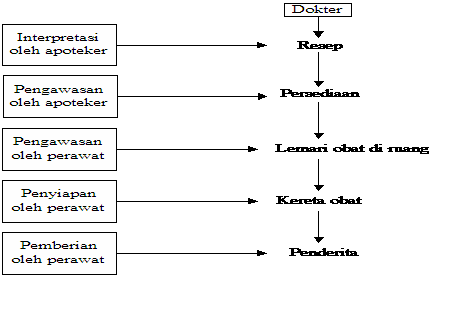 Dokter
Interpretasi
oleh apoteker
Resep
Pengawasan
oleh apoteker
Persediaan
Pengawasan
oleh perawat
Lemari obat di ruang
Penyiapan
oleh perawat
Kereta obat
Pemberian
oleh perawat
Penderita